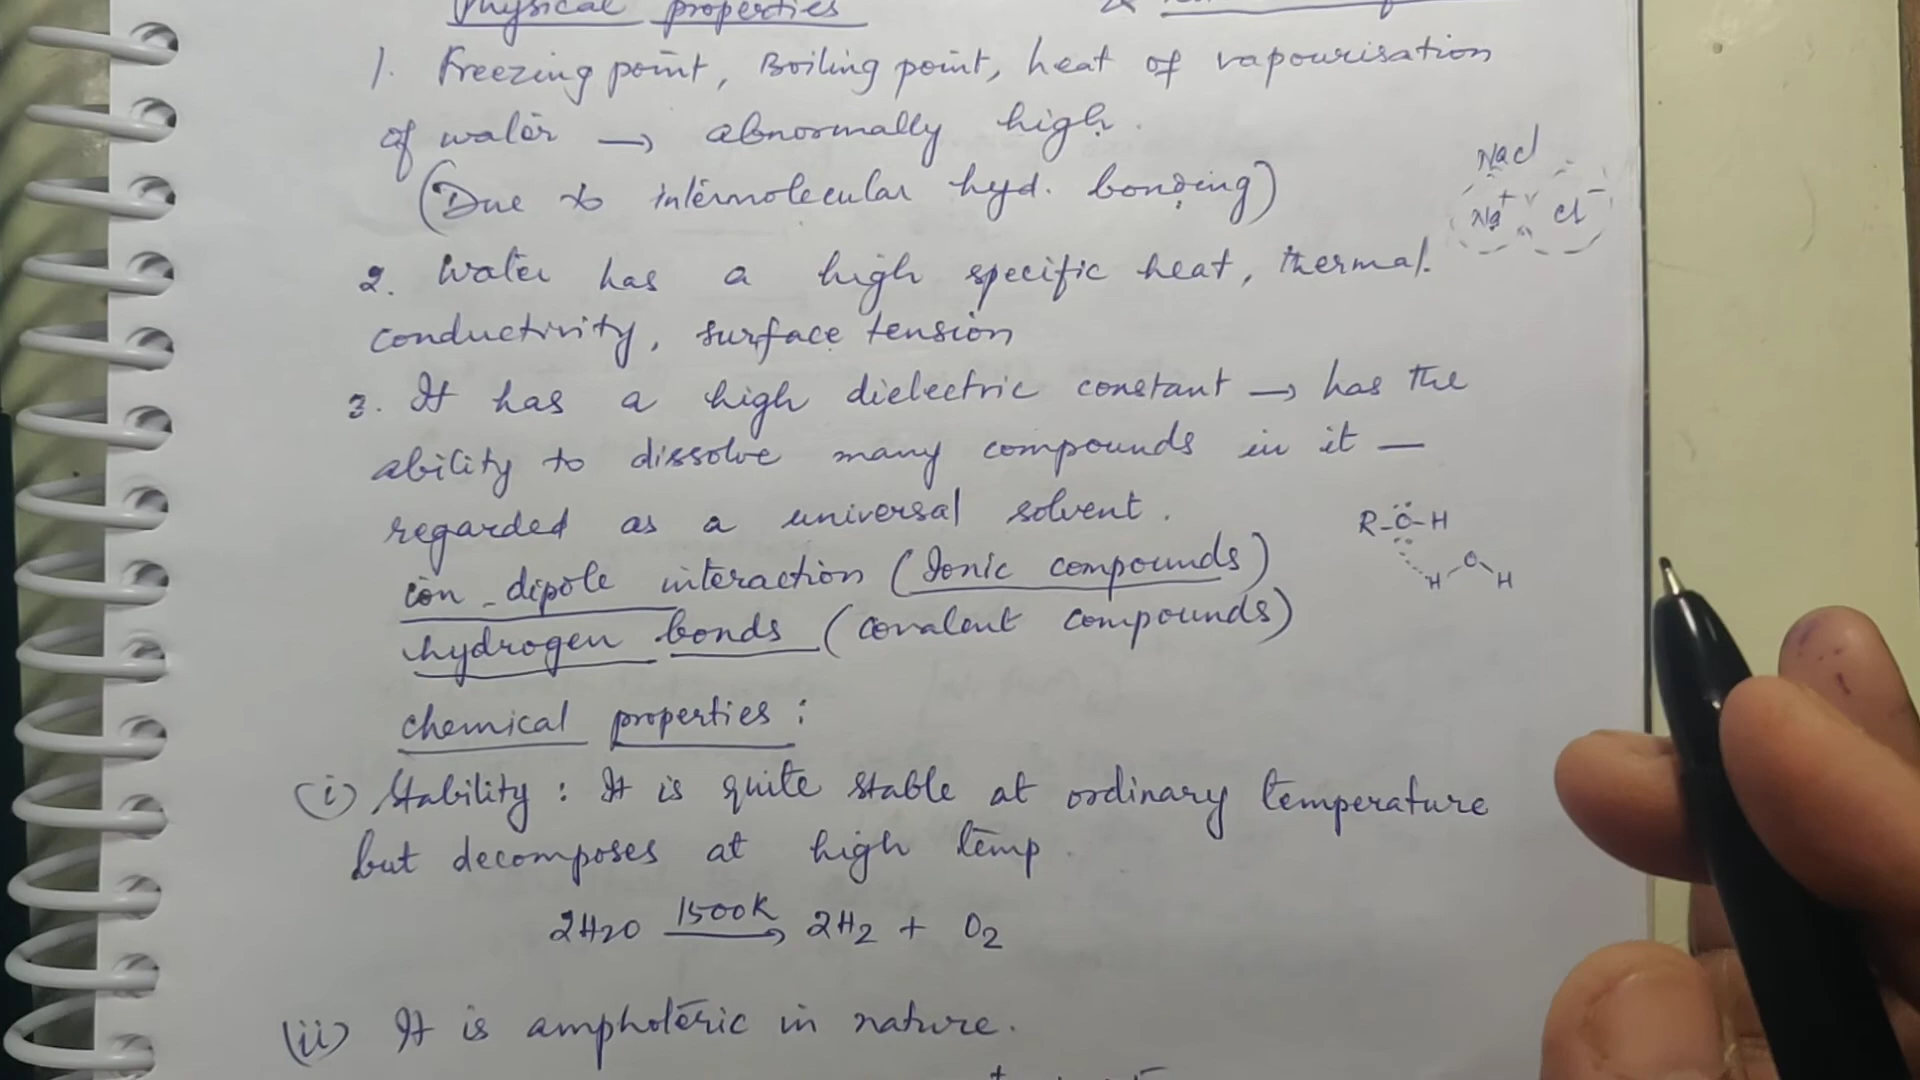 Physical properties
&
1. Freezing point, Boiling point, heat of vapourisation
of water → abnormally high.
(Due to intermolecular hyd. bonding)
NaCl
Na+ Cl-
2. Water has a high specific heat, thermal.
conductivity, surface tension
3. It has a high dielectric constant → has the
ability to dissolve many compounds in it —
regarded as a universal solvent.
R-O-H
H O H
ion-dipole interaction (Ionic compounds)
hydrogen bonds (covalent compounds)
chemical properties:
(i) Stability: It is quite stable at ordinary temperature
but decomposes at high temp.
2H2O 1500K→ 2H2 + O2
(ii) It is amphoteric in nature.